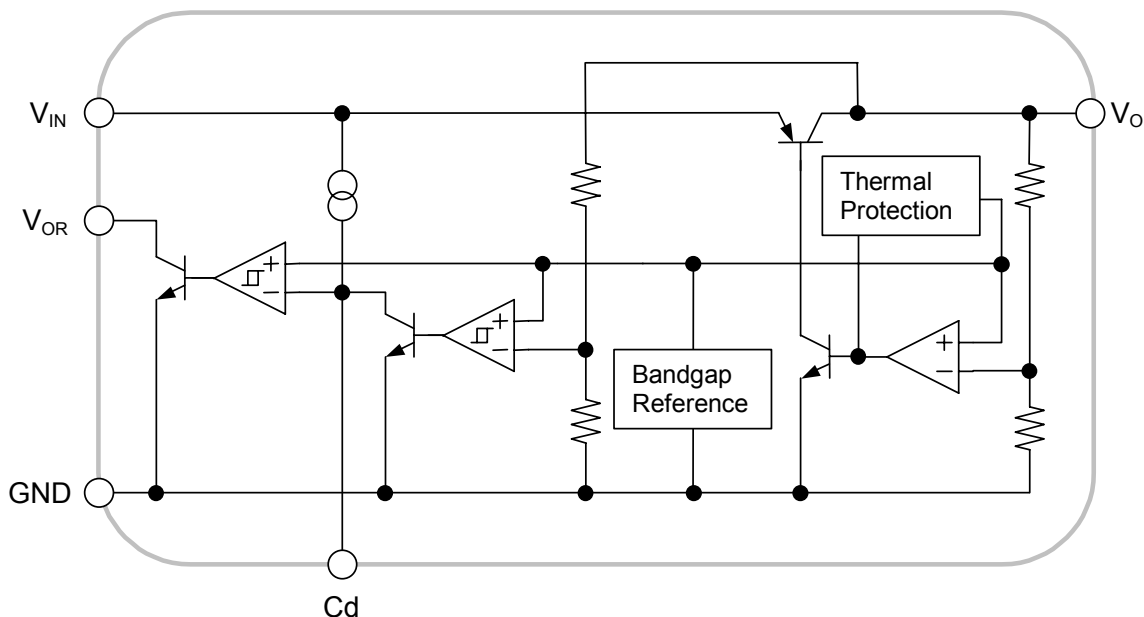 V_IN
V_O
Thermal
Protection
V_OR
+
−
+
−
+
−
Bandgap
Reference
GND
Cd